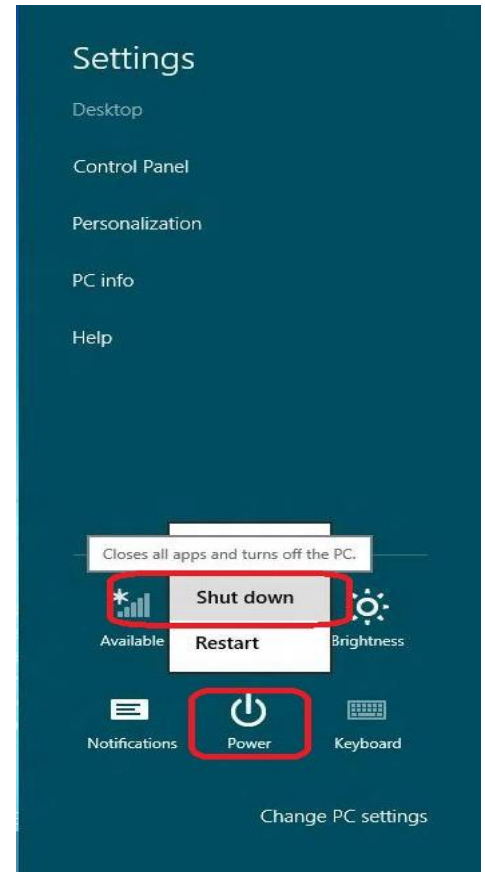 Settings
Desktop
Control Panel
Personalization
PC info
Help
Closes all apps and turns off the PC.
Shut down
Available
Restart
Brightness
Notifications
Power
Keyboard
Change PC settings